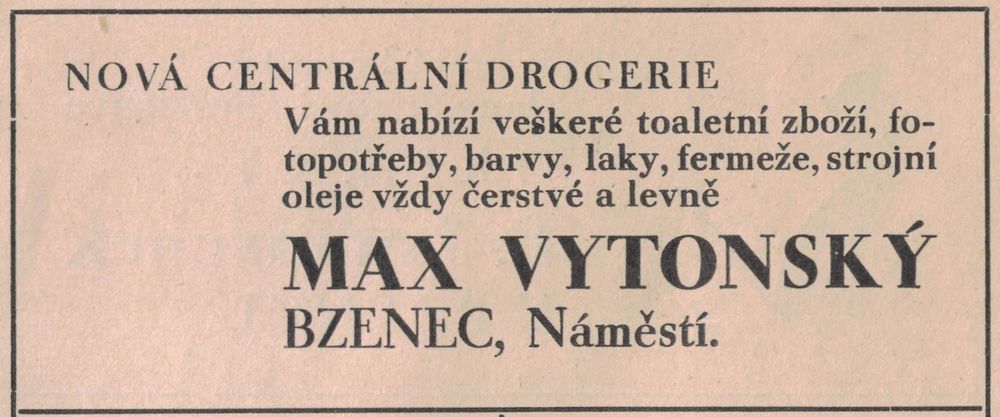 NOVÁ CENTRÁLNÍ DROGERIE
Vám nabízí veškeré toaletní zboží, fo-
topotřeby, barvy, laky, fermeže, strojní
oleje vždy čerstvé a levně
MAX VYTONSKÝ
BZENEC, Náměstí.